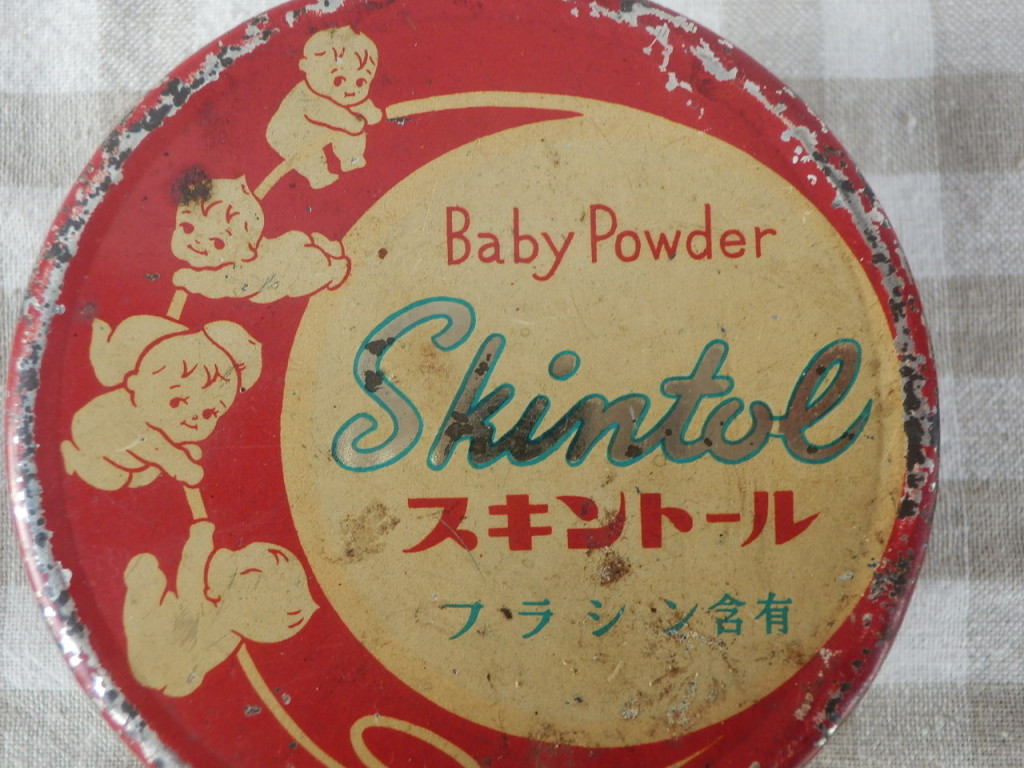 Baby Powder
Skintol
スキントール
フラシン含有